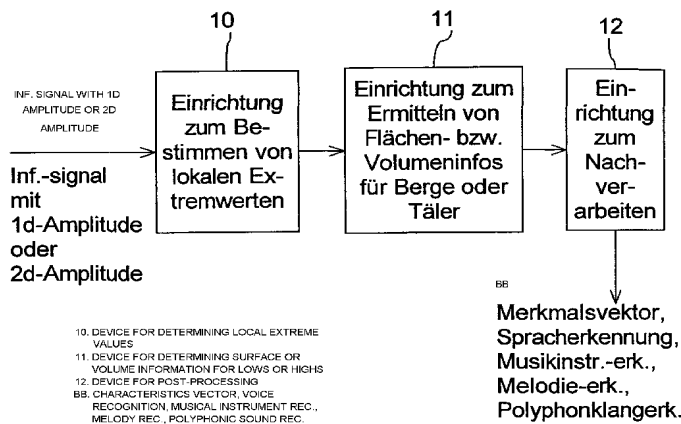 10
11
12
INF. SIGNAL WITH 1D
AMPLITUDE OR 2D
AMPLITUDE
Inf.-signal
mit
1d-Amplitude
oder
2d-Amplitude
Einrichtung
zum Be-
stimmen von
lokalen Ex-
tremwerten
Einrichtung zum
Ermitteln von
Flächen- bzw.
Volumeninfos
für Berge oder
Täler
Ein-
richtung
zum
Nach-
ver-
arbeiten
BB
Merkmalsvektor,
Spracherkennung,
Musikinstr.-erk.,
Melodie-erk.,
Polyphonklangerk.
10. DEVICE FOR DETERMINING LOCAL EXTREME
VALUES
11. DEVICE FOR DETERMINING SURFACE OR
VOLUME INFORMATION FOR LOWS OR HIGHS
12. DEVICE FOR POST-PROCESSING
BB. CHARACTERISTICS VECTOR, VOICE
RECOGNITION, MUSICAL INSTRUMENT REC.,
MELODY REC., POLYPHONIC SOUND REC.